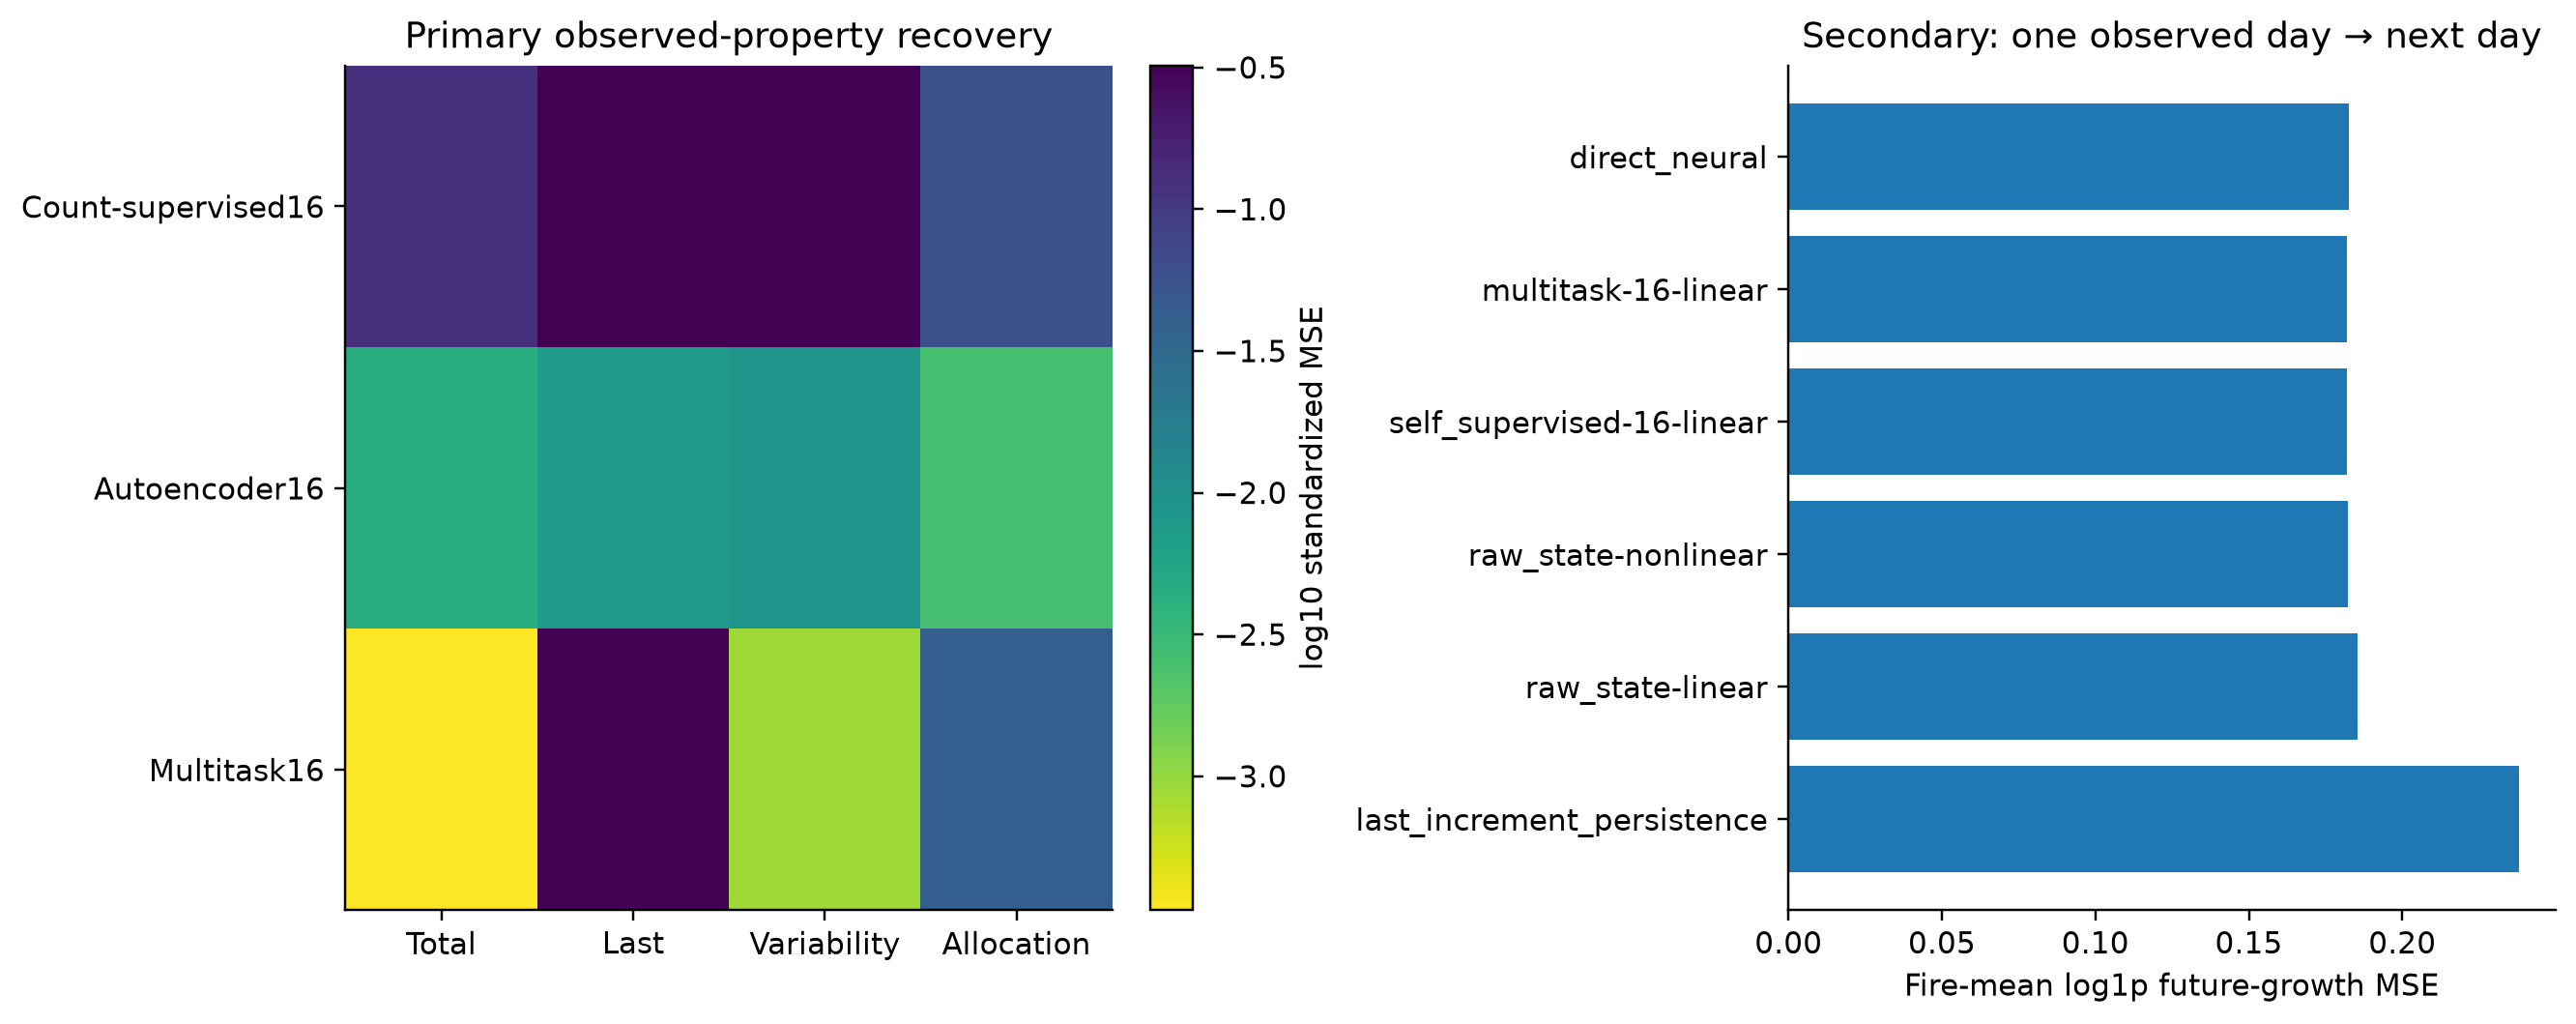 Primary observed-property recovery
Count-supervised16
Autoencoder16
Multitask16
Total
Last
Variability
Allocation
−0.5
−1.0
−1.5
−2.0
−2.5
−3.0
log10 standardized MSE
Secondary: one observed day → next day
direct_neural
multitask-16-linear
self_supervised-16-linear
raw_state-nonlinear
raw_state-linear
last_increment_persistence
0.00
0.05
0.10
0.15
0.20
Fire-mean log1p future-growth MSE